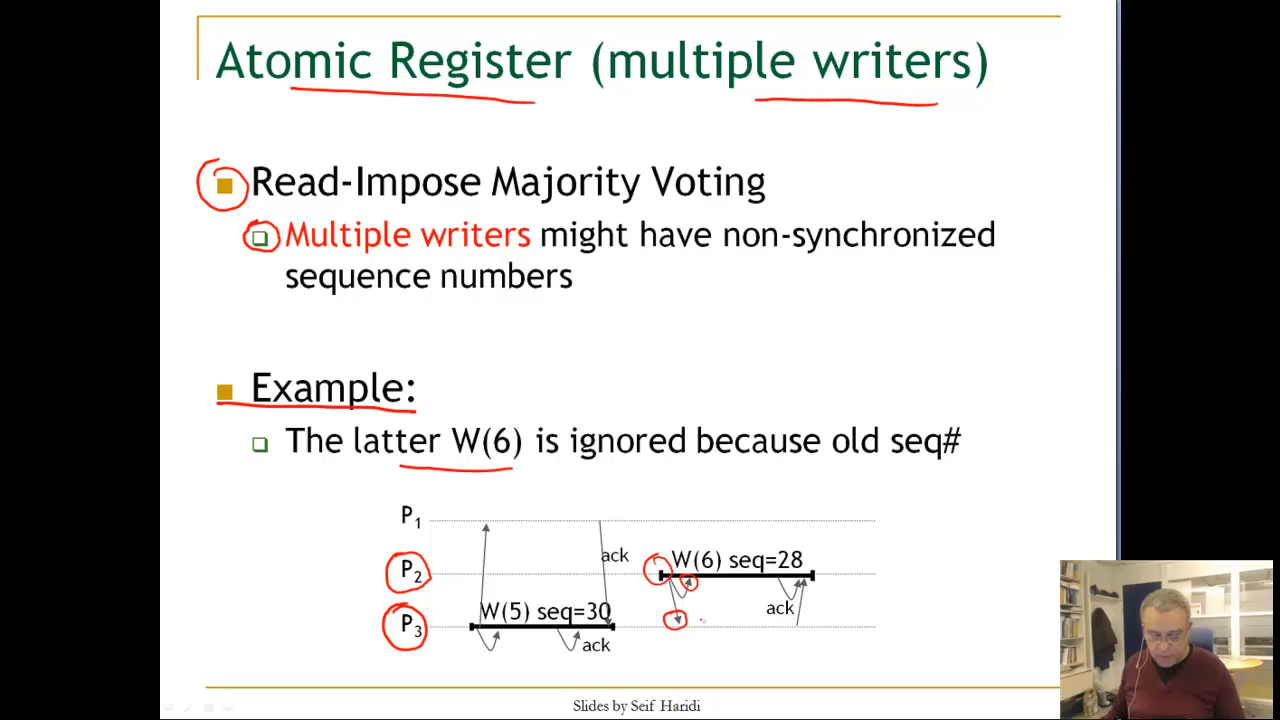 Atomic Register (multiple writers)
Read-Impose Majority Voting
Multiple writers might have non-synchronized
sequence numbers
Example:
The latter W(6) is ignored because old seq#
P1
ack
W(6) seq=28
P2
ack
W(5) seq=30
P3
ack
Slides by Seif Haridi